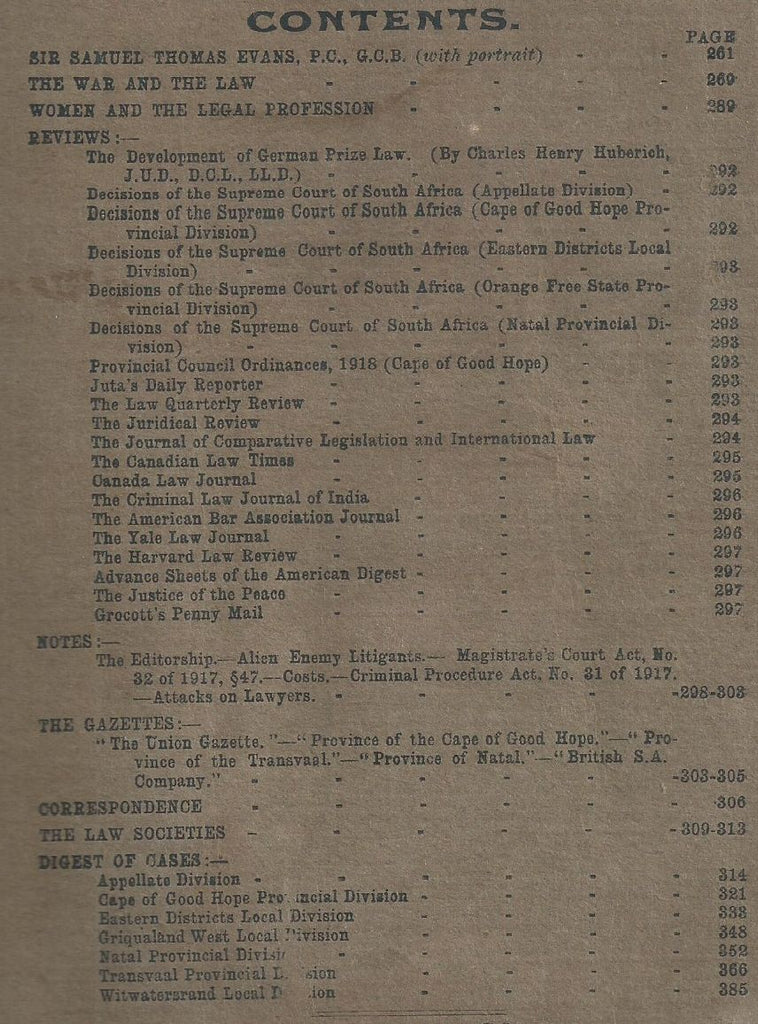 CONTENTS.
PAGE
SIR SAMUEL THOMAS EVANS, P.C., G.C.B. (with portrait) - - 261
THE WAR AND THE LAW - - - - - 269
WOMEN AND THE LEGAL PROFESSION - - - - 289
REVIEWS:—
The Development of German Prize Law. (By Charles Henry Huberich,
J.U.D., D.C.L., LL.D.) - - - - - 292
Decisions of the Supreme Court of South Africa (Appellate Division) - 292
Decisions of the Supreme Court of South Africa (Cape of Good Hope Pro-
vincial Division) - - - - - 292
Decisions of the Supreme Court of South Africa (Eastern Districts Local
Division) - - - - - - 293
Decisions of the Supreme Court of South Africa (Orange Free State Pro-
vincial Division) - - - - - 293
Decisions of the Supreme Court of South Africa (Natal Provincial Di- 293
vision) - - - - - - 293
Provincial Council Ordinances, 1918 (Cape of Good Hope) - - 293
Juta's Daily Reporter - - - - - 293
The Law Quarterly Review - - - - - 293
The Juridical Review - - - - - 294
The Journal of Comparative Legislation and International Law - 294
The Canadian Law Times - - - - - 295
Canada Law Journal - - - - - 295
The Criminal Law Journal of India - - - - 296
The American Bar Association Journal - - - - 296
The Yale Law Journal - - - - - 296
The Harvard Law Review - - - - - 297
Advance Sheets of the American Digest - - - - 297
The Justice of the Peace - - - - - 297
Grocott's Penny Mail - - - - - 297
NOTES:—
The Editorship.—Alien Enemy Litigants.—Magistrate's Court Act, No.
32 of 1917, §47.—Costs.—Criminal Procedure Act, No. 31 of 1917.
—Attacks on Lawyers. - - - - -298-303
THE GAZETTES:—
"The Union Gazette."—"Province of the Cape of Good Hope."—"Pro-
vince of the Transvaal."—"Province of Natal."—"British S.A.
Company." - - - - - -303-305
CORRESPONDENCE - - - - - - 306
THE LAW SOCIETIES - - - - - - 309-313
DIGEST OF CASES:—
Appellate Division - - - - - - 314
Cape of Good Hope Provincial Division - - - - 321
Eastern Districts Local Division - - - - 333
Griqualand West Local Division - - - - 348
Natal Provincial Division - - - - 352
Transvaal Provincial Division - - - - 366
Witwatersrand Local Division - - - - 385